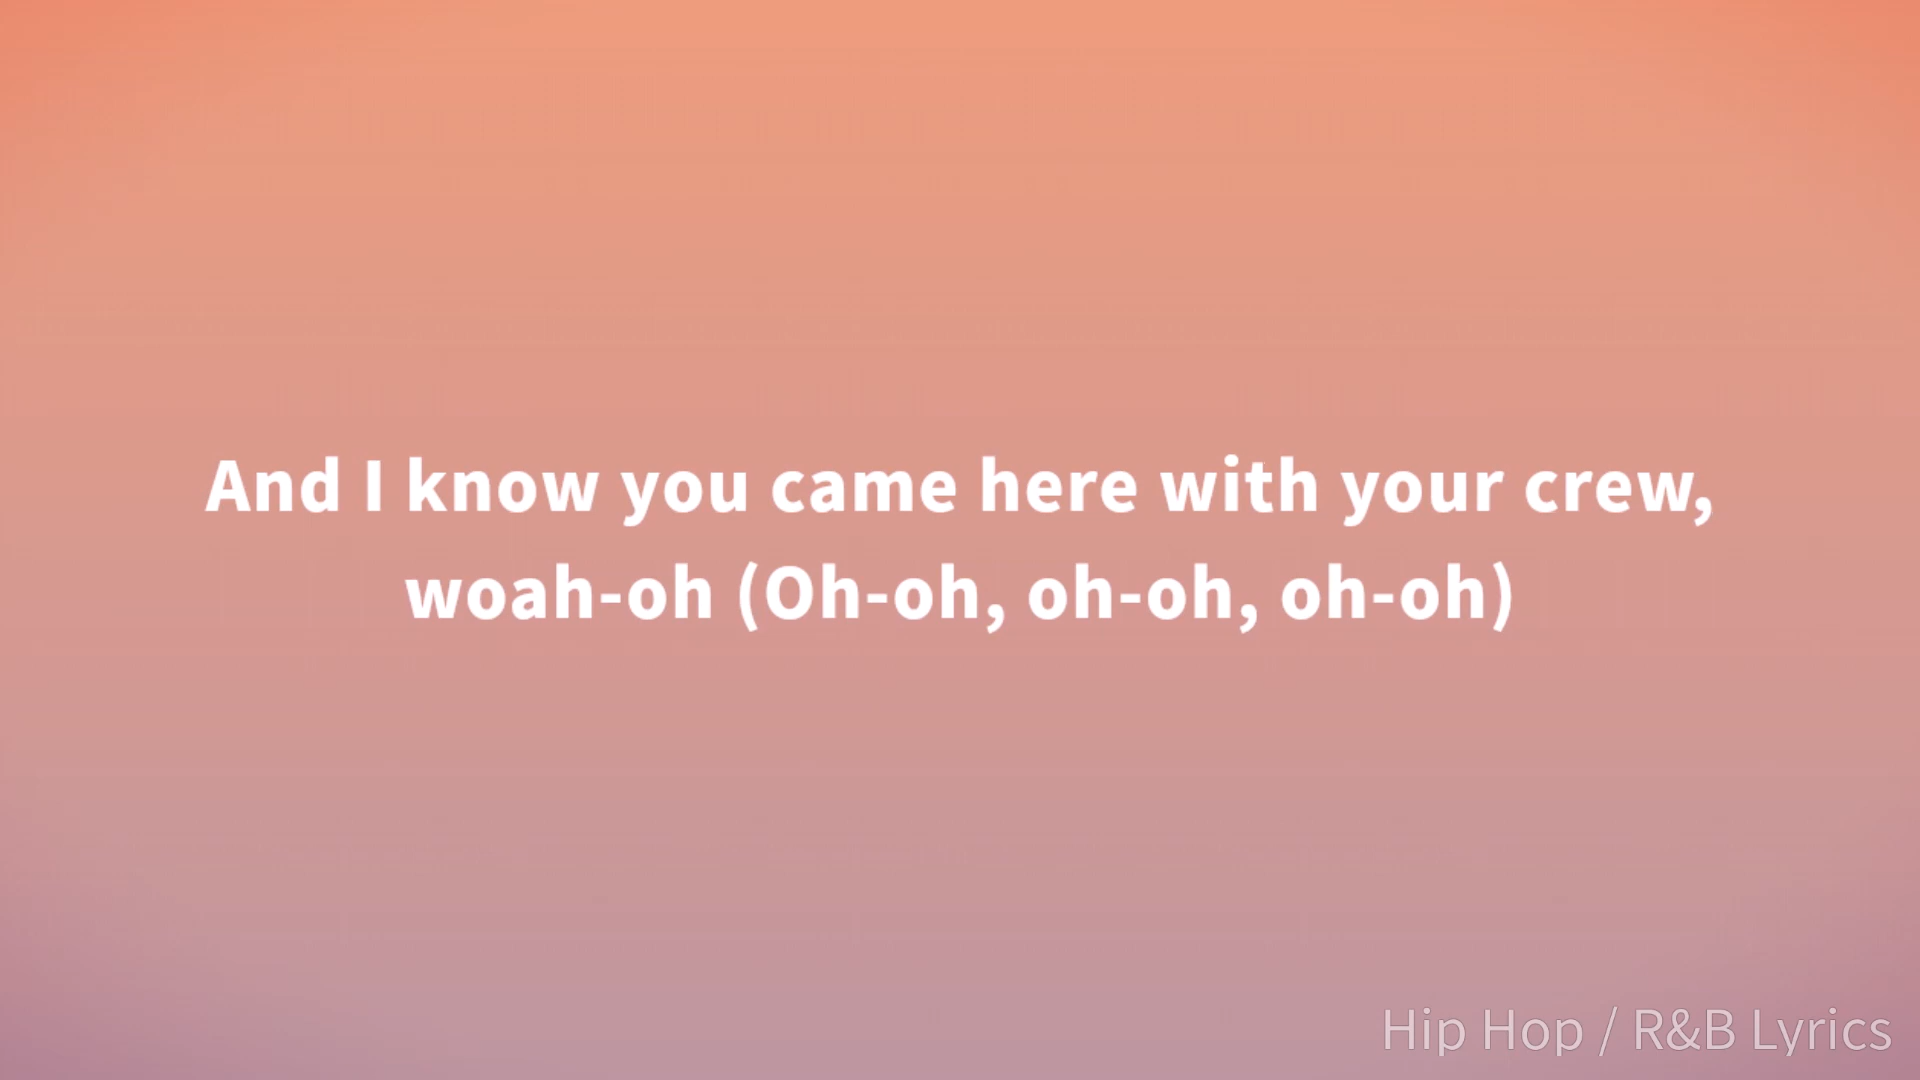 And I know you came here with your crew,
woah-oh (Oh-oh, oh-oh, oh-oh)
Hip Hop / R&B Lyrics